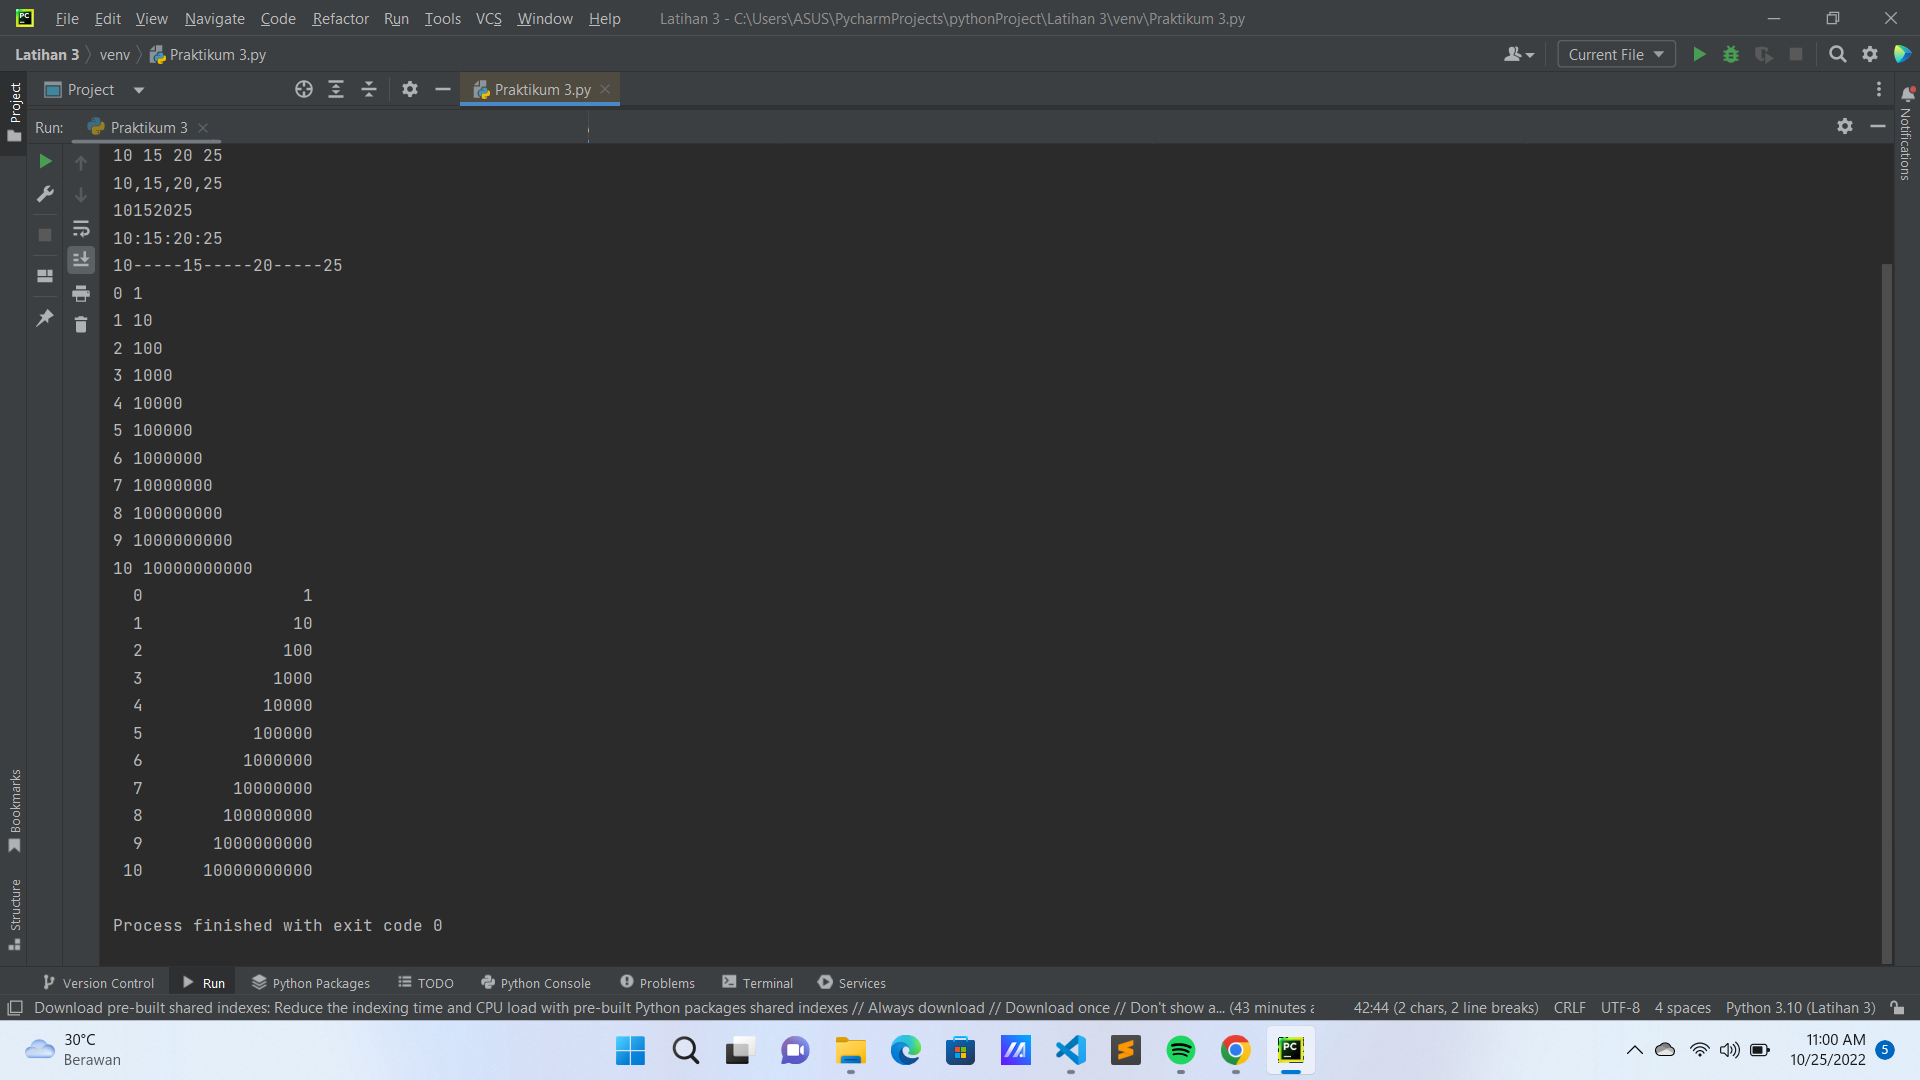 PC
File Edit View Navigate Code Refactor Run Tools VCS Window Help
Latihan 3 - C:\Users\ASUS\PycharmProjects\pythonProject\Latihan 3\venv\Praktikum 3.py
Latihan 3 venv Praktikum 3.py
Current File
Project
Project
Praktikum 3.py
Notifications
Run: Praktikum 3
10 15 20 25
10,15,20,25
10152025
10:15:20:25
10-----15-----20-----25
0 1
1 10
2 100
3 1000
4 10000
5 100000
6 1000000
7 10000000
8 100000000
9 1000000000
10 10000000000
  0                1
  1               10
  2              100
  3             1000
  4            10000
  5           100000
  6          1000000
  7         10000000
  8        100000000
  9       1000000000
 10      10000000000
Process finished with exit code 0
Bookmarks
Structure
Version Control Run Python Packages TODO Python Console Problems Terminal Services
Download pre-built shared indexes: Reduce the indexing time and CPU load with pre-built Python packages shared indexes // Always download // Download once // Don't show a... (43 minutes a
42:44 (2 chars, 2 line breaks) CRLF UTF-8 4 spaces Python 3.10 (Latihan 3)
30°C
Berawan
PC
11:00 AM
10/25/2022
5